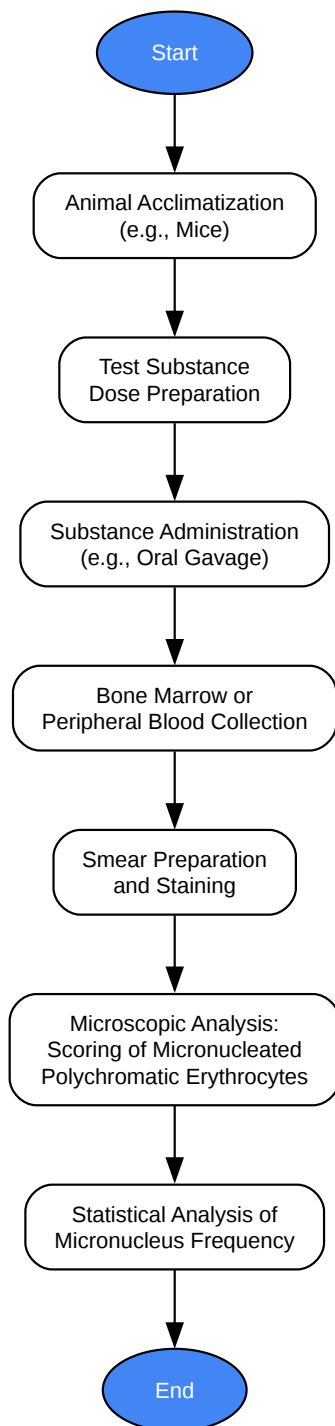 Start
Animal Acclimatization
(e.g., Mice)
Test Substance
Dose Preparation
Substance Administration
(e.g., Oral Gavage)
Bone Marrow or
Peripheral Blood Collection
Smear Preparation
and Staining
Microscopic Analysis:
Scoring of Micronucleated
Polychromatic Erythrocytes
Statistical Analysis of
Micronucleus Frequency
End